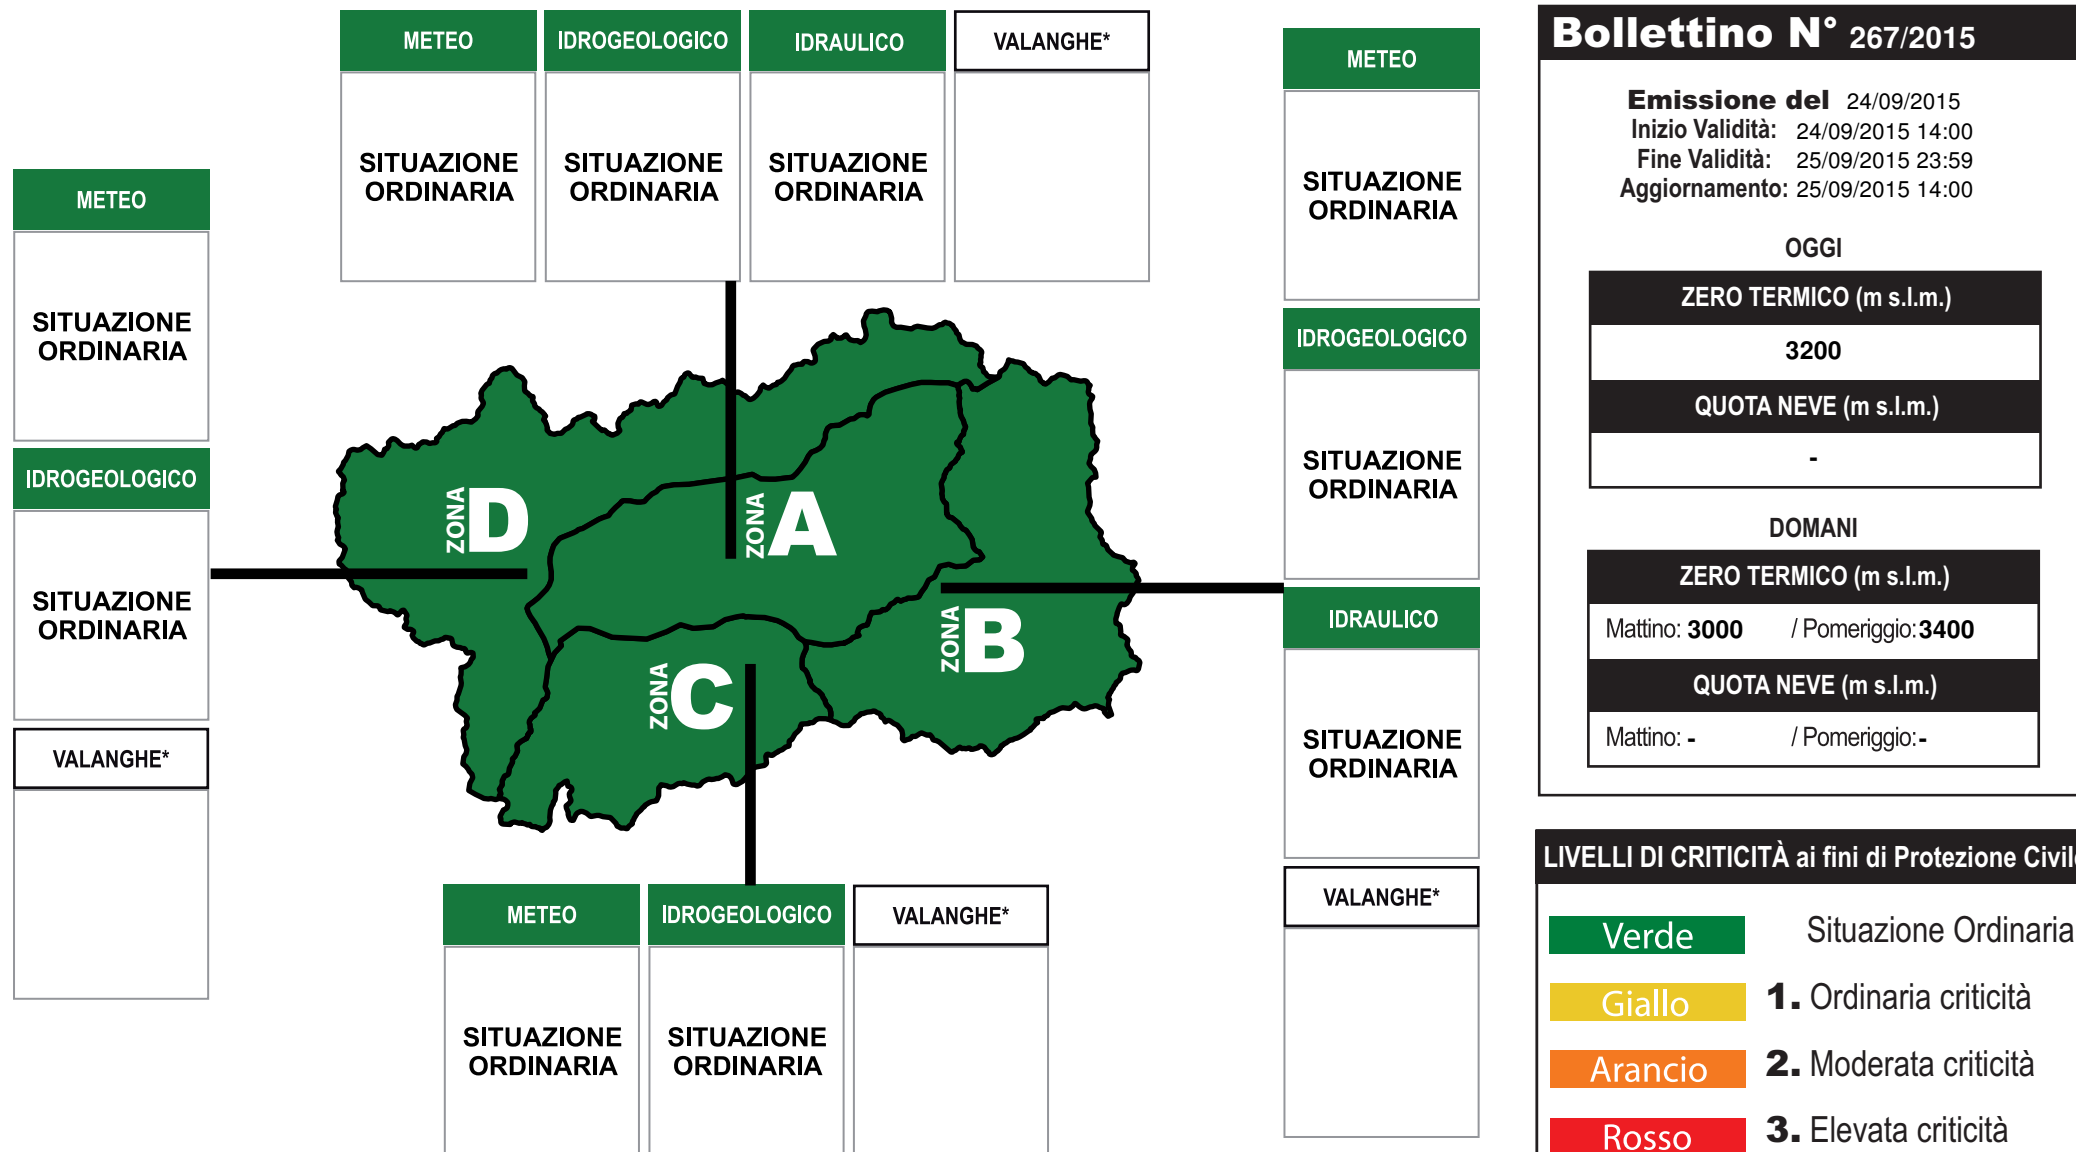 METEO
IDROGEOLOGICO
IDRAULICO
VALANGHE*
SITUAZIONE
ORDINARIA
SITUAZIONE
ORDINARIA
SITUAZIONE
ORDINARIA
METEO
SITUAZIONE
ORDINARIA
IDROGEOLOGICO
SITUAZIONE
ORDINARIA
VALANGHE*
ZONA D
ZONA A
ZONA B
ZONA C
METEO
SITUAZIONE
ORDINARIA
IDROGEOLOGICO
SITUAZIONE
ORDINARIA
IDRAULICO
SITUAZIONE
ORDINARIA
VALANGHE*
METEO
IDROGEOLOGICO
VALANGHE*
SITUAZIONE
ORDINARIA
SITUAZIONE
ORDINARIA
Bollettino N° 267/2015
Emissione del 24/09/2015
Inizio Validità: 24/09/2015 14:00
Fine Validità: 25/09/2015 23:59
Aggiornamento: 25/09/2015 14:00
OGGI
ZERO TERMICO (m s.l.m.)
3200
QUOTA NEVE (m s.l.m.)
-
DOMANI
ZERO TERMICO (m s.l.m.)
Mattino: 3000 / Pomeriggio: 3400
QUOTA NEVE (m s.l.m.)
Mattino: - / Pomeriggio: -
LIVELLI DI CRITICITÀ ai fini di Protezione Civile
Verde Situazione Ordinaria
Giallo 1. Ordinaria criticità
Arancio 2. Moderata criticità
Rosso 3. Elevata criticità